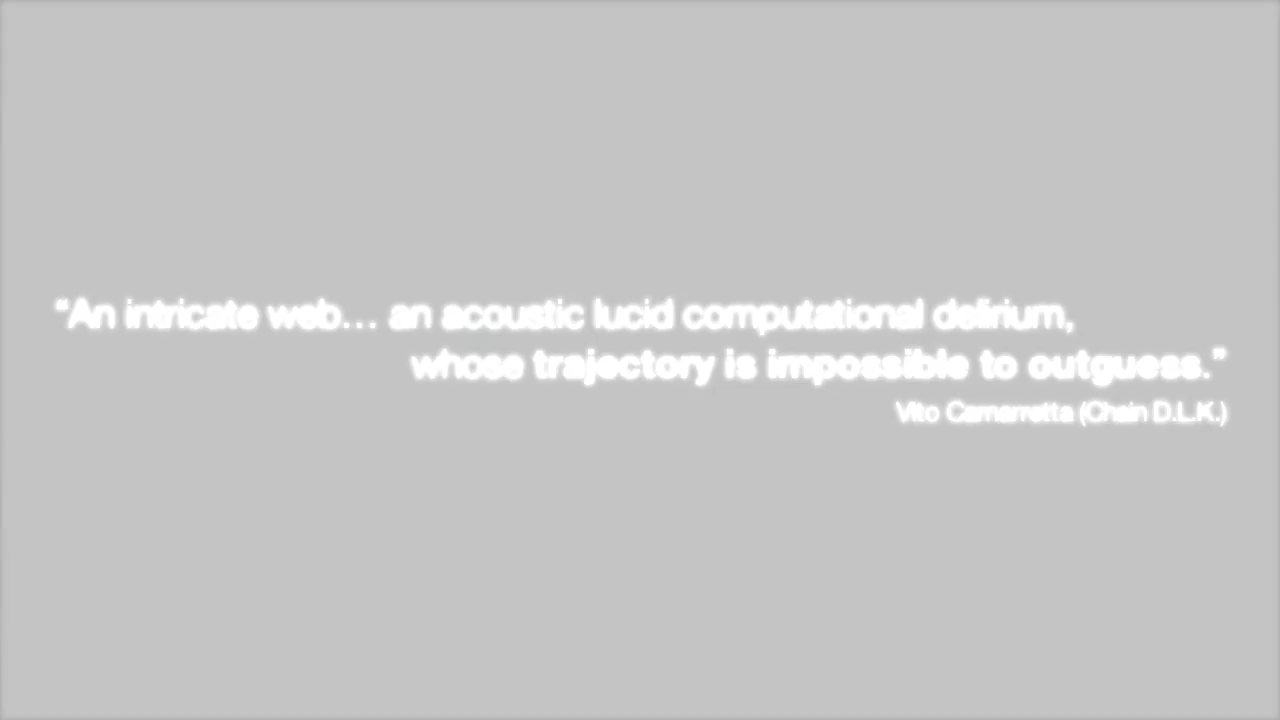 “An intricate web… an acoustic lucid computational delirium,
whose trajectory is impossible to outguess.”
Vito Camarretta (Chain D.L.K.)